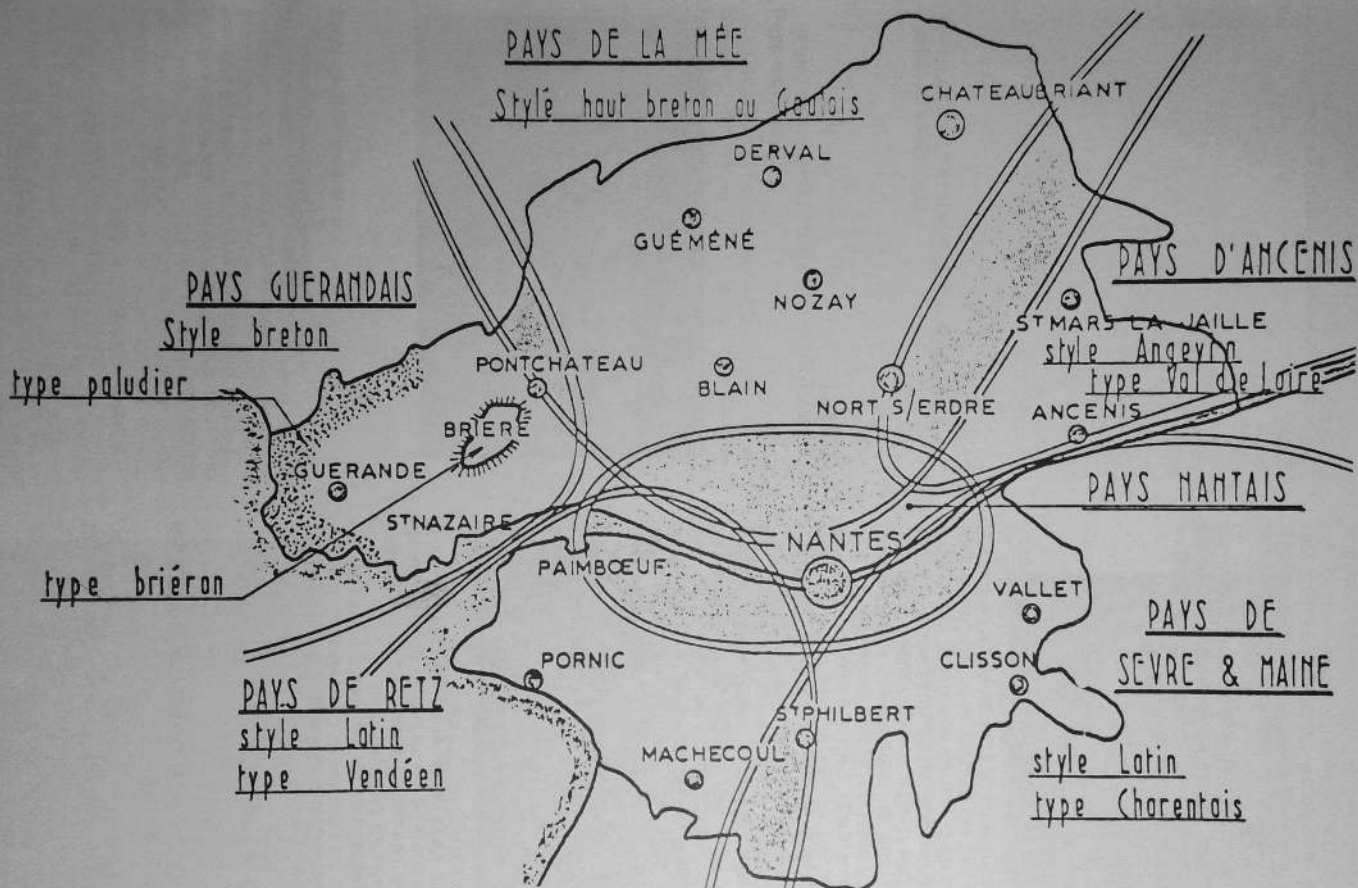 PAYS DE LA MÉE
Stylé haut breton ou Gaulois
CHATEAUBRIANT
DERVAL
GUÉMÉNÉ
NOZAY
PAYS D'ANCENIS
ST MARS LA JAILLE
style Angevin
type Val de Loire
ANCENIS
PAYS GUERANDAIS
Style breton
type paludier
PONTCHATEAU
BLAIN
NORT S/ERDRE
BRIÈRE
GUERANDE
PAYS NANTAIS
ST NAZAIRE
NANTES
PAIMBŒUF
type briéron
VALLET
PAYS DE
SEVRE & MAINE
PORNIC
CLISSON
PAYS DE RETZ
style Latin
type Vendéen
ST PHILBERT
MACHECOUL
style Latin
type Charentais